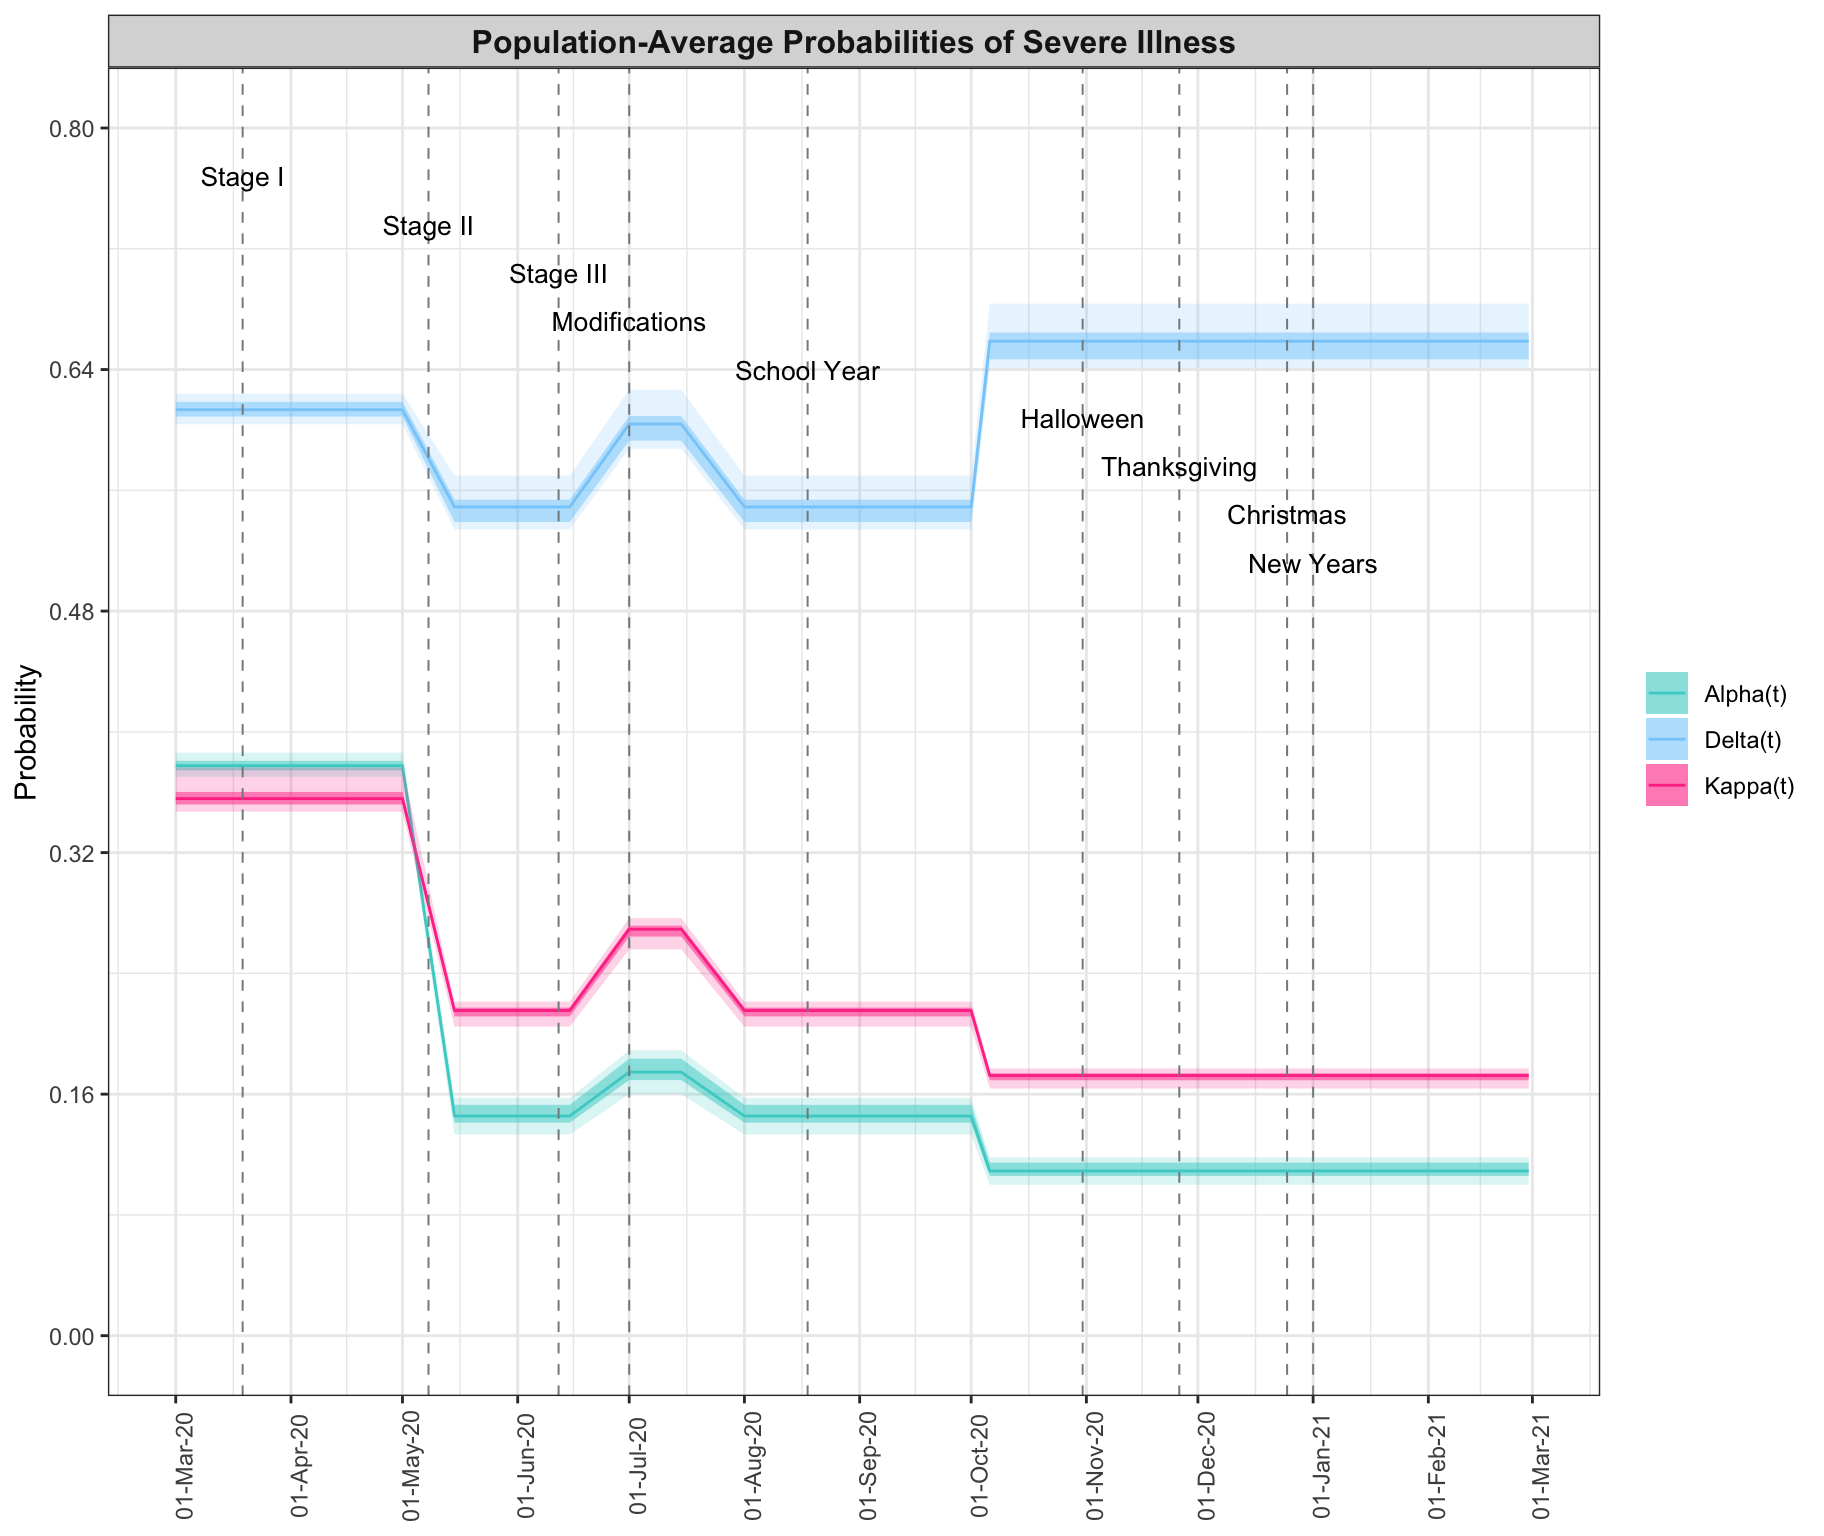 Population-Average Probabilities of Severe Illness
0.80
Stage I
Stage II
Stage III
Modifications
0.64
School Year
Halloween
Thanksgiving
Christmas
New Years
0.48
0.32
0.16
0.00
Probability
Alpha(t)
Delta(t)
Kappa(t)
01-Mar-20
01-Apr-20
01-May-20
01-Jun-20
01-Jul-20
01-Aug-20
01-Sep-20
01-Oct-20
01-Nov-20
01-Dec-20
01-Jan-21
01-Feb-21
01-Mar-21